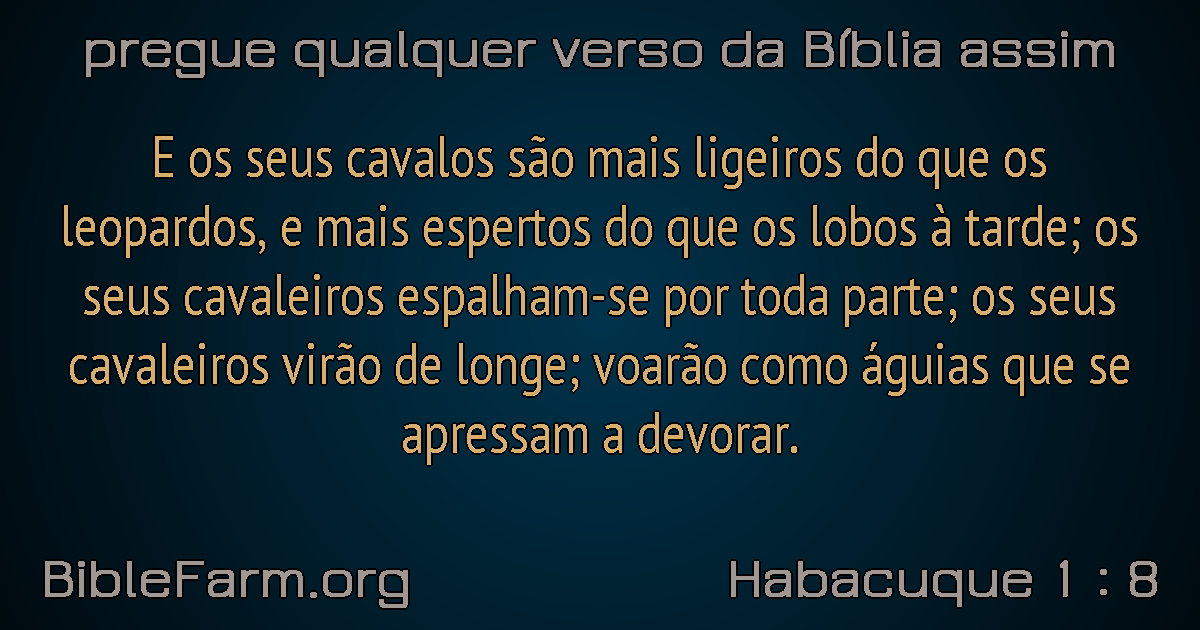 pregue qualquer verso da Bíblia assim
E os seus cavalos são mais ligeiros do que os
leopardos, e mais espertos do que os lobos à tarde; os
seus cavaleiros espalham-se por toda parte; os seus
cavaleiros virão de longe; voarão como águias que se
apressam a devorar.
BibleFarm.org
Habacuque 1 : 8